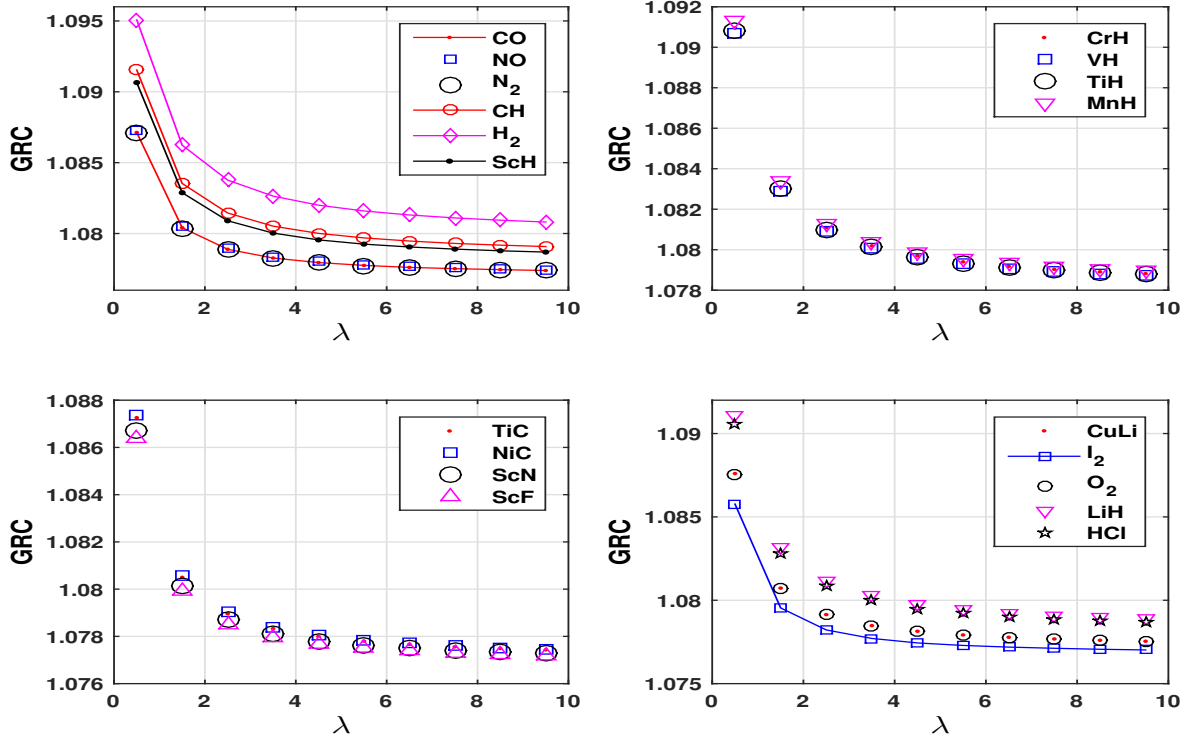 1.095
1.09
1.085
1.08
GRC
0 2 4 6 8 10
λ
CO
NO
N2
CH
H2
ScH
1.092
1.09
1.088
1.086
1.084
1.082
1.08
1.078
GRC
0 2 4 6 8 10
λ
CrH
VH
TiH
MnH
1.088
1.086
1.084
1.082
1.08
1.078
1.076
GRC
0 2 4 6 8 10
λ
TiC
NiC
ScN
ScF
1.09
1.085
1.08
1.075
GRC
0 2 4 6 8 10
λ
CuLi
I2
O2
LiH
HCl